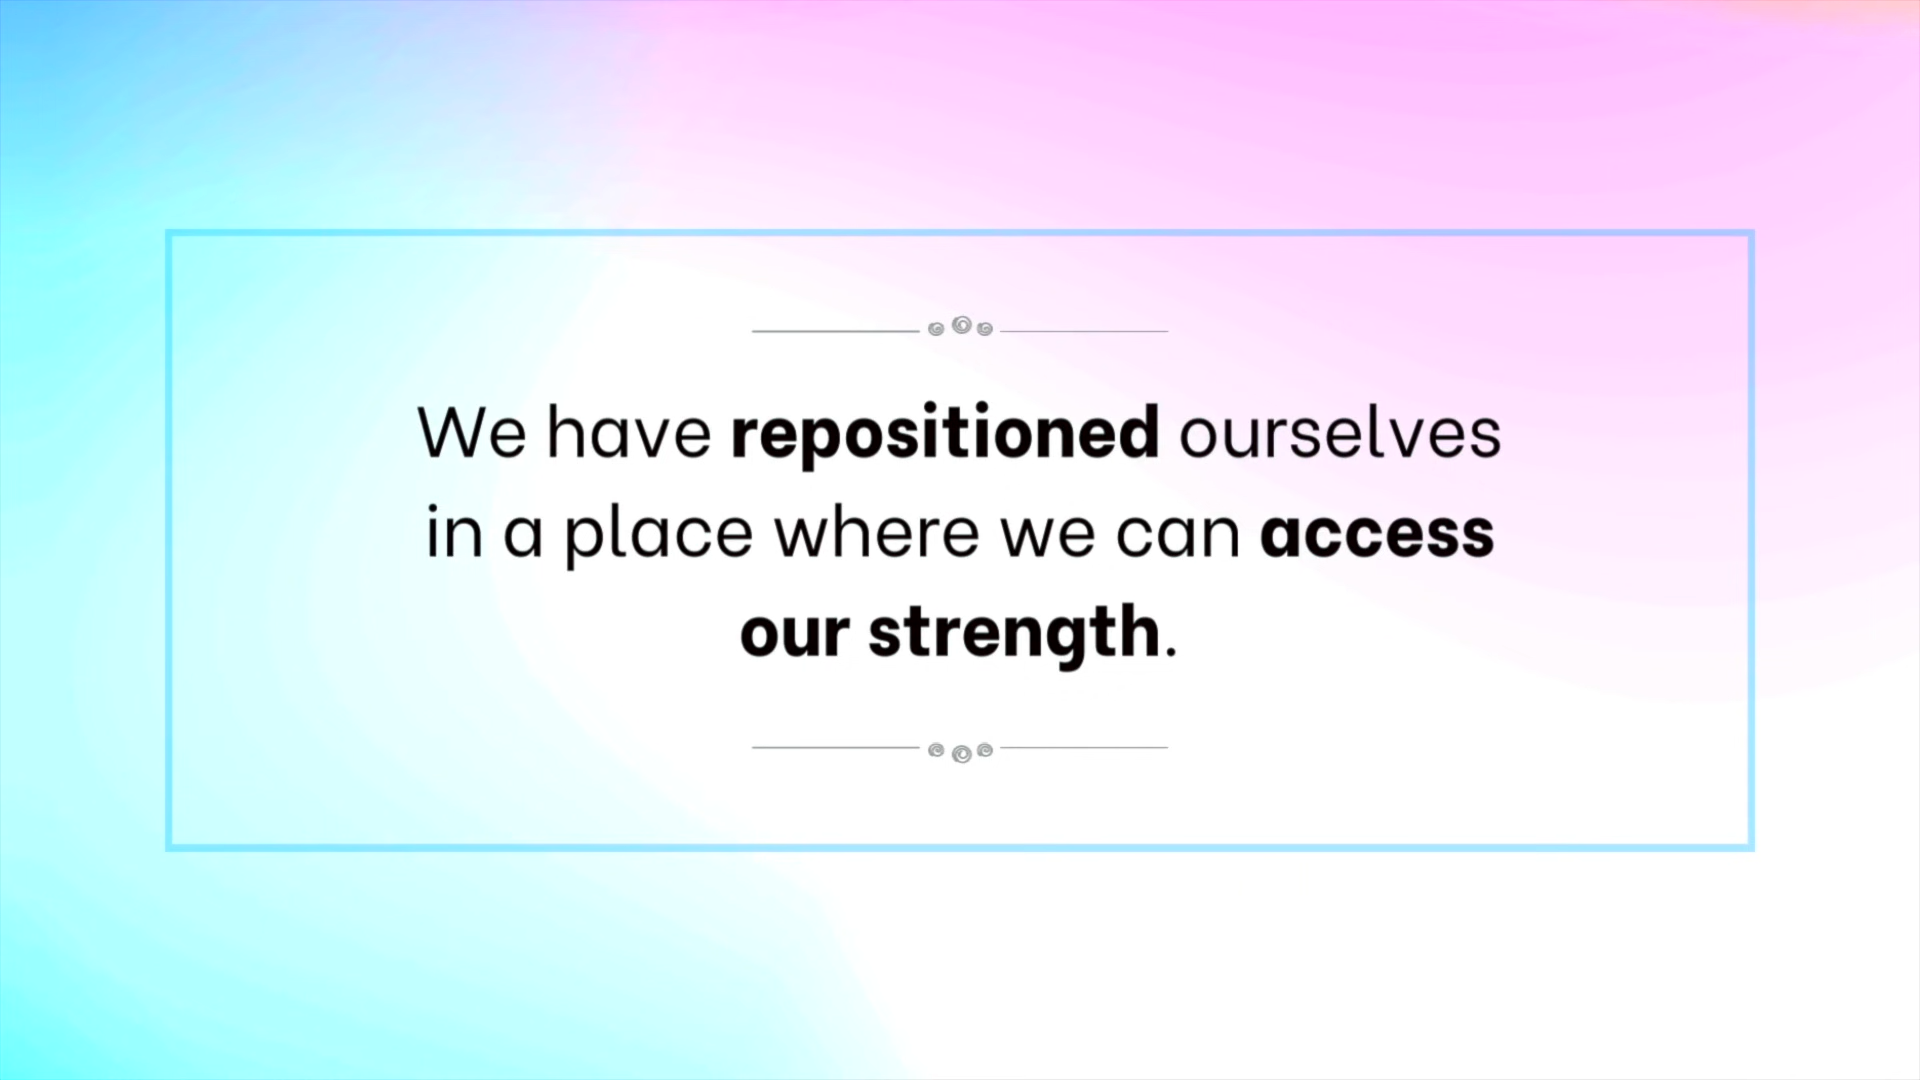 We have repositioned ourselves
in a place where we can access
our strength.